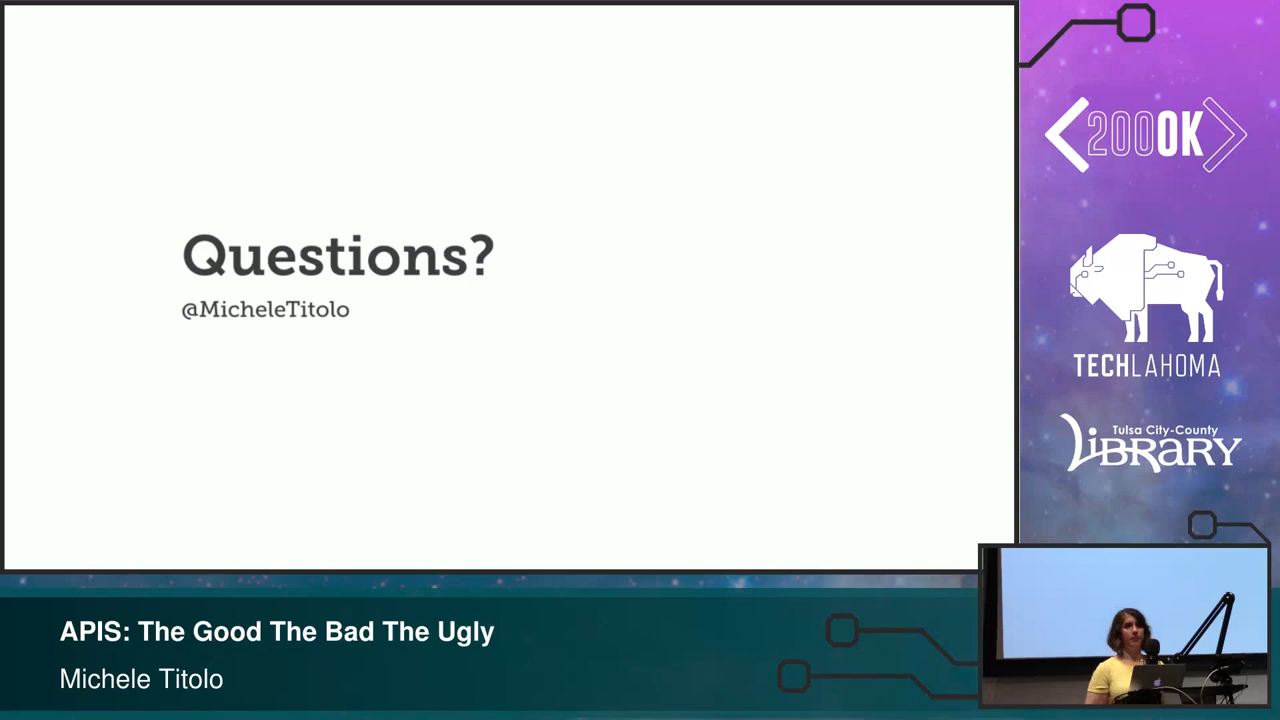 Questions?
@MicheleTitolo
<200OK>
TECHLAHOMA
Tulsa City-County
LIBRARY
APIS: The Good The Bad The Ugly
Michele Titolo